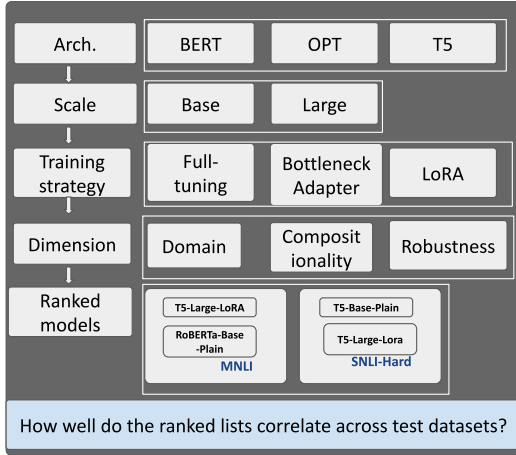 Arch.
BERT
OPT
T5
Scale
Base
Large
Training
strategy
Full-
tuning
Bottleneck
Adapter
LoRA
Dimension
Domain
Composit
ionality
Robustness
Ranked
models
T5-Large-LoRA
RoBERTa-Base
-Plain
MNLI
T5-Base-Plain
T5-Large-Lora
SNLI-Hard
How well do the ranked lists correlate across test datasets?